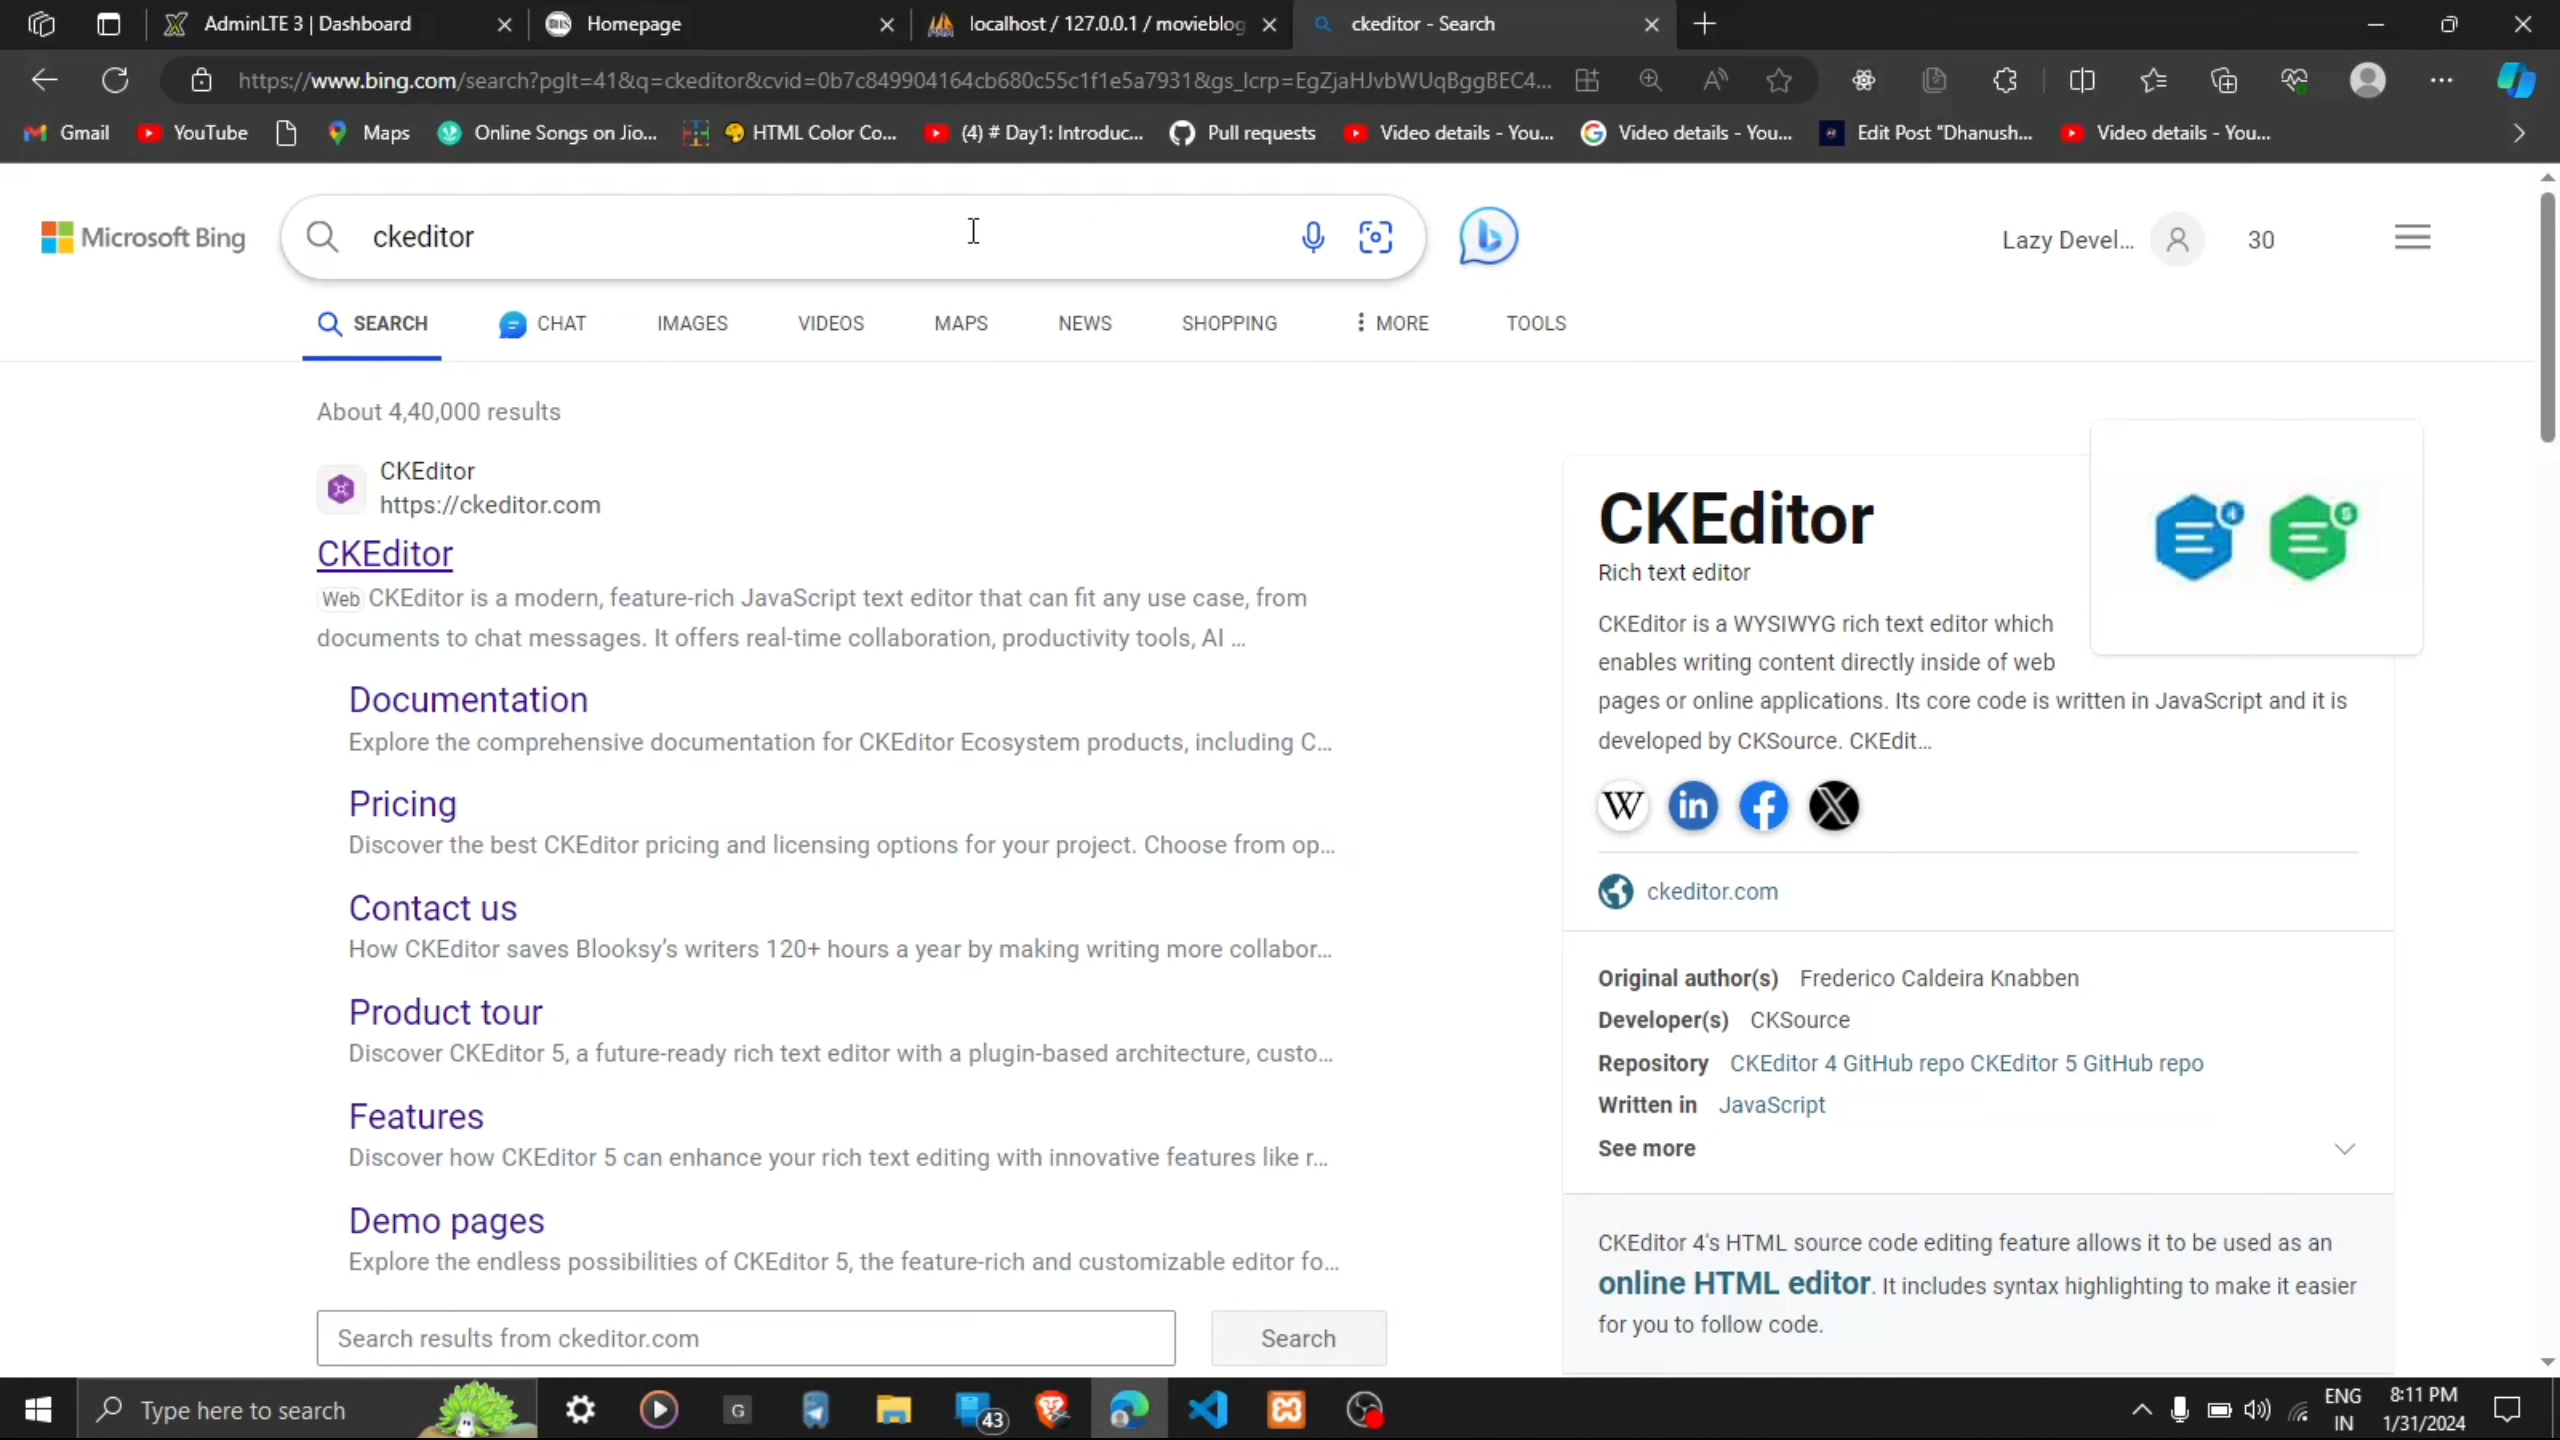 AdminLTE 3 | Dashboard
Homepage
localhost / 127.0.0.1 / movieblog
ckeditor - Search
https://www.bing.com/search?pglt=41&q=ckeditor&cvid=0b7c849904164cb680c55c1f1e5a7931&gs_lcrp=EgZjaHJvbWUqBggBEC4...
Gmail
YouTube
Maps
Online Songs on Jio...
HTML Color Co...
(4) # Day1: Introduc...
Pull requests
Video details - You...
Video details - You...
Edit Post "Dhanush...
Video details - You...
Microsoft Bing
ckeditor
Lazy Devel...
30
SEARCH
CHAT
IMAGES
VIDEOS
MAPS
NEWS
SHOPPING
MORE
TOOLS
About 4,40,000 results
CKEditor
https://ckeditor.com
CKEditor
Web CKEditor is a modern, feature-rich JavaScript text editor that can fit any use case, from
documents to chat messages. It offers real-time collaboration, productivity tools, AI ...
Documentation
Explore the comprehensive documentation for CKEditor Ecosystem products, including C...
Pricing
Discover the best CKEditor pricing and licensing options for your project. Choose from op...
Contact us
How CKEditor saves Blooksy's writers 120+ hours a year by making writing more collabor...
Product tour
Discover CKEditor 5, a future-ready rich text editor with a plugin-based architecture, custo...
Features
Discover how CKEditor 5 can enhance your rich text editing with innovative features like r...
Demo pages
Explore the endless possibilities of CKEditor 5, the feature-rich and customizable editor fo...
Search results from ckeditor.com
Search
CKEditor
Rich text editor
4
5
CKEditor is a WYSIWYG rich text editor which
enables writing content directly inside of web
pages or online applications. Its core code is written in JavaScript and it is
developed by CKSource. CKEdit...
W
in
ckeditor.com
Original author(s) Frederico Caldeira Knabben
Developer(s) CKSource
Repository CKEditor 4 GitHub repo CKEditor 5 GitHub repo
Written in JavaScript
See more
CKEditor 4's HTML source code editing feature allows it to be used as an
online HTML editor. It includes syntax highlighting to make it easier
for you to follow code.
Type here to search
G
43
ENG
IN
8:11 PM
1/31/2024